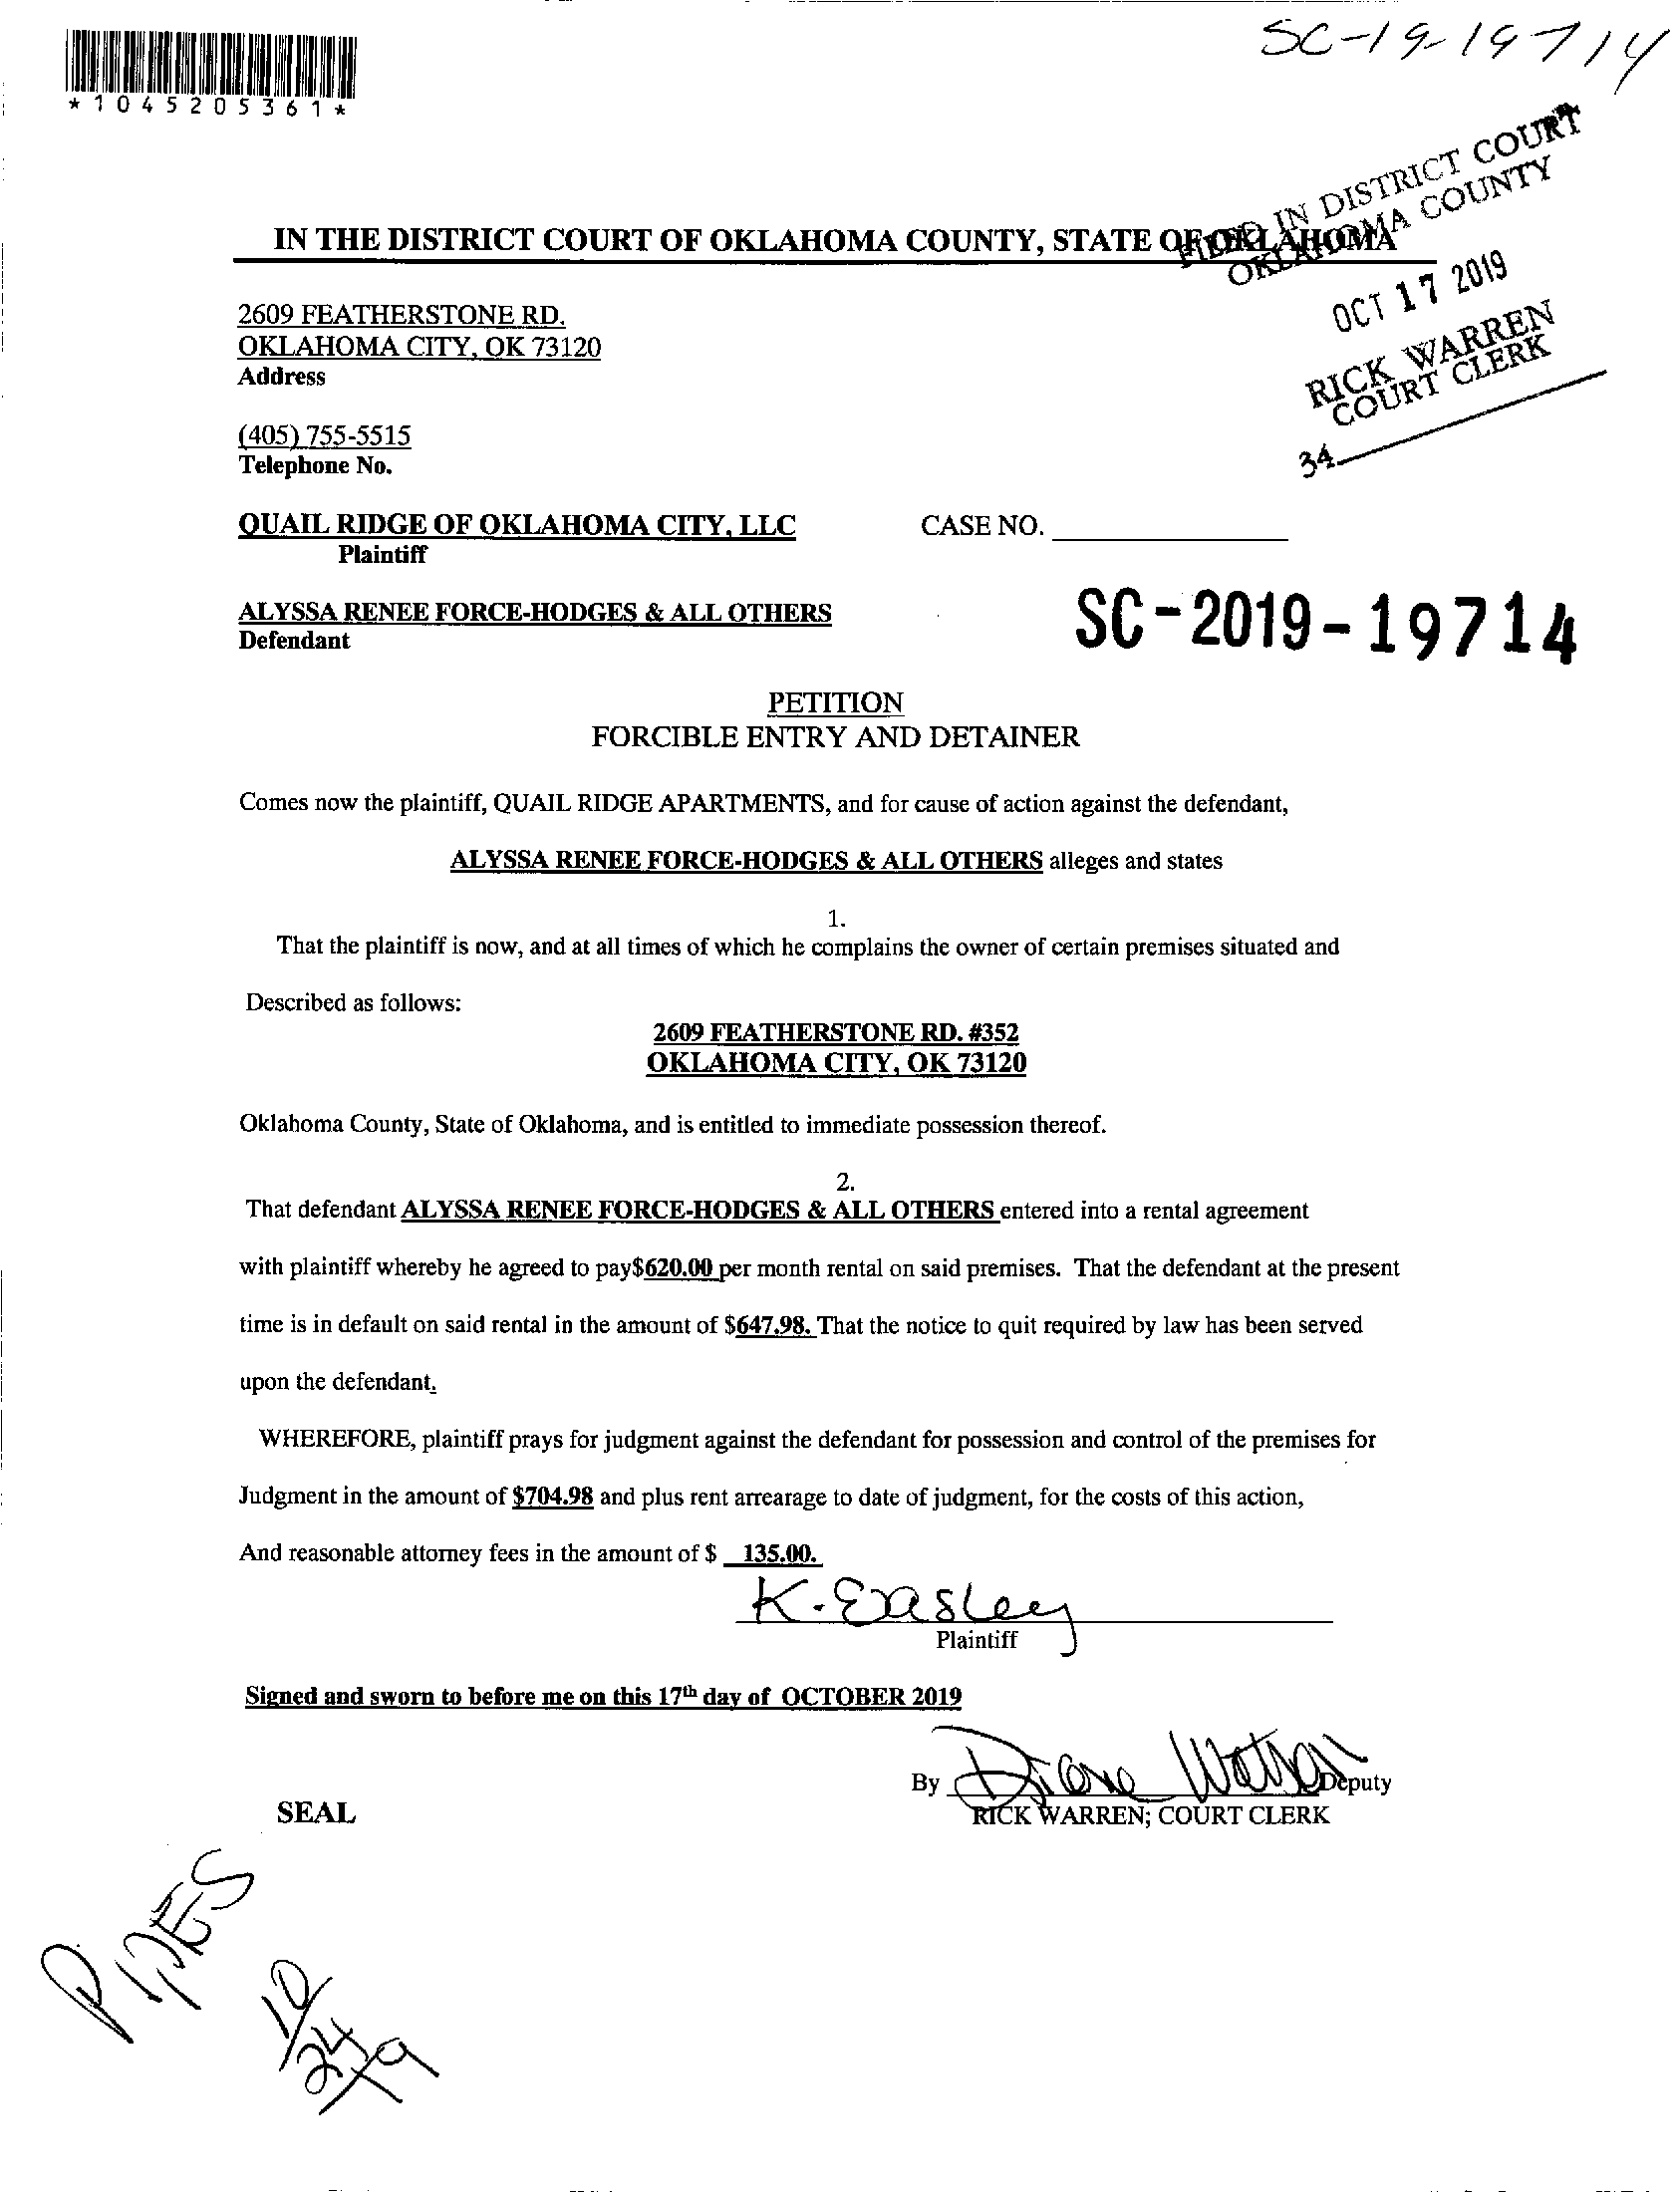 SC-19-19714
*1045205361*
FILED IN DISTRICT COURT
OKLAHOMA COUNTY
IN THE DISTRICT COURT OF OKLAHOMA COUNTY, STATE OF OKLAHOMA
OCT 17 2019
RICK WARREN
COURT CLERK
34
2609 FEATHERSTONE RD.
OKLAHOMA CITY, OK 73120
Address
(405) 755-5515
Telephone No.
QUAIL RIDGE OF OKLAHOMA CITY, LLC CASE NO.
Plaintiff
ALYSSA RENEE FORCE-HODGES & ALL OTHERS
Defendant
SC-2019-19714
PETITION
FORCIBLE ENTRY AND DETAINER
Comes now the plaintiff, QUAIL RIDGE APARTMENTS, and for cause of action against the defendant,
ALYSSA RENEE FORCE-HODGES & ALL OTHERS alleges and states
1.
That the plaintiff is now, and at all times of which he complains the owner of certain premises situated and
Described as follows:
2609 FEATHERSTONE RD. #352
OKLAHOMA CITY, OK 73120
Oklahoma County, State of Oklahoma, and is entitled to immediate possession thereof.
2.
That defendant ALYSSA RENEE FORCE-HODGES & ALL OTHERS entered into a rental agreement
with plaintiff whereby he agreed to pay$620.00 per month rental on said premises. That the defendant at the present
time is in default on said rental in the amount of $647.98. That the notice to quit required by law has been served
upon the defendant.
WHEREFORE, plaintiff prays for judgment against the defendant for possession and control of the premises for
Judgment in the amount of $704.98 and plus rent arrearage to date of judgment, for the costs of this action,
And reasonable attorney fees in the amount of $ 135.00.
K. Easley
Plaintiff
Signed and sworn to before me on this 17th day of OCTOBER 2019
By Diane Watson Deputy
RICK WARREN; COURT CLERK
SEAL
PIPES
10/24/19